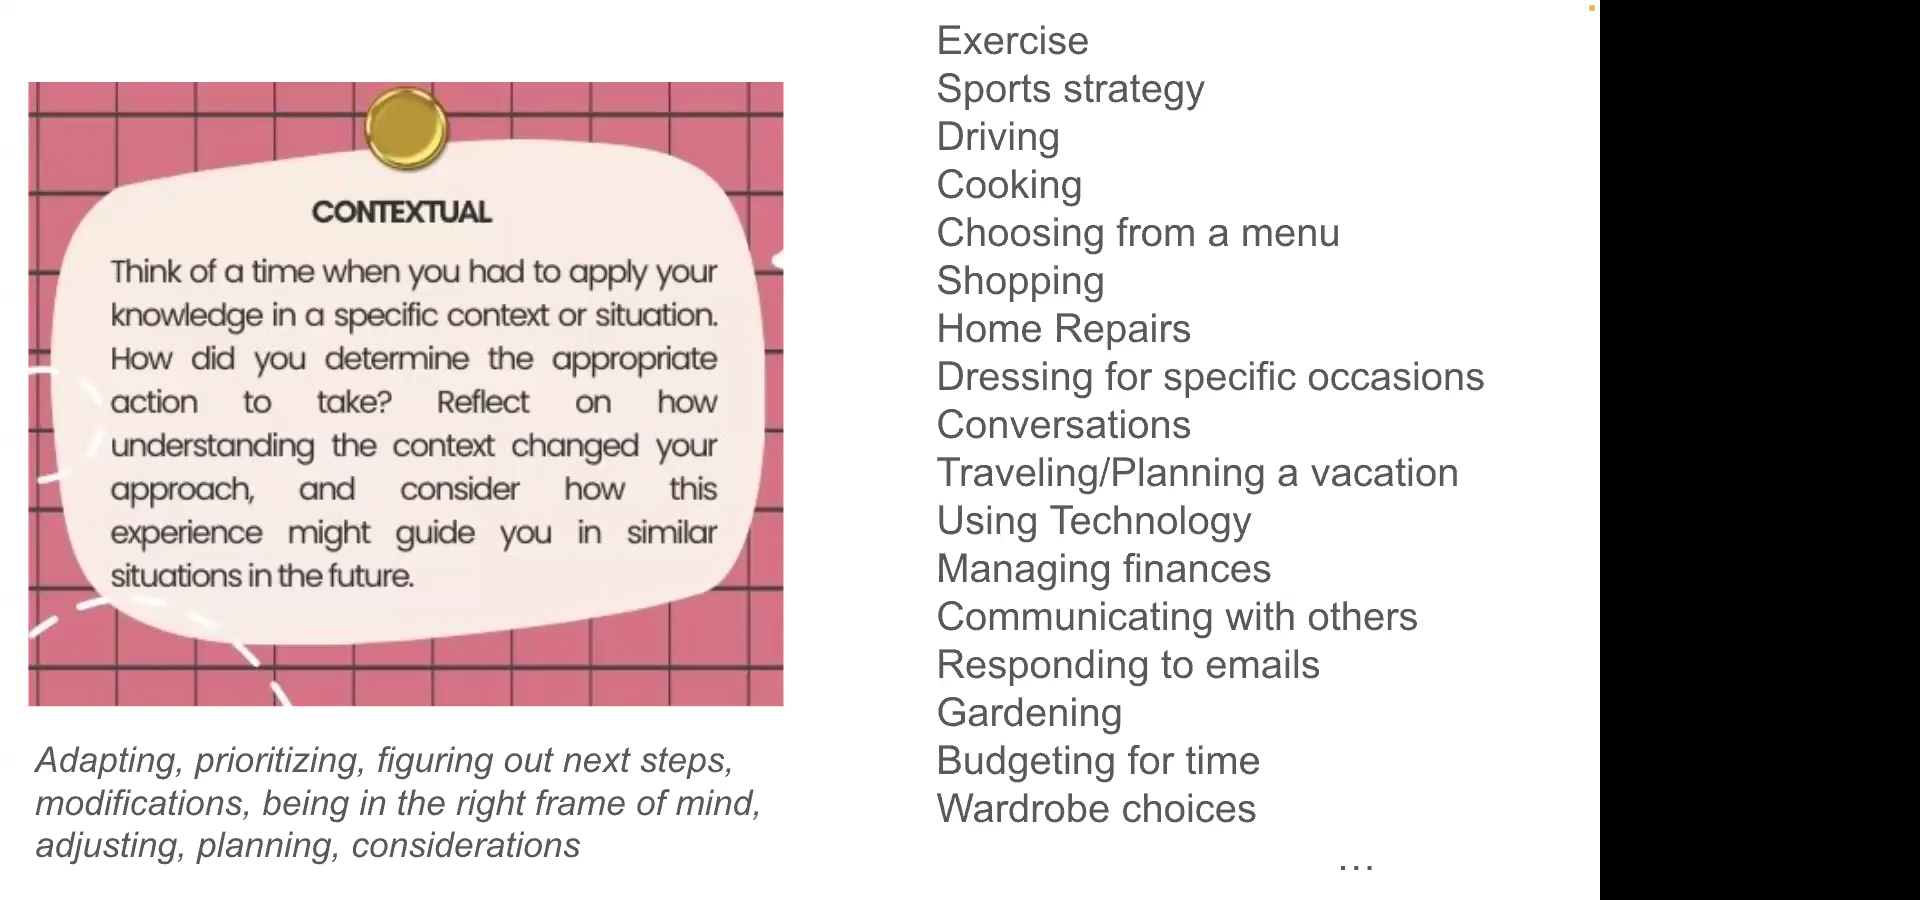 CONTEXTUAL
Think of a time when you had to apply your
knowledge in a specific context or situation.
How did you determine the appropriate
action to take? Reflect on how
understanding the context changed your
approach, and consider how this
experience might guide you in similar
situations in the future.
Adapting, prioritizing, figuring out next steps,
modifications, being in the right frame of mind,
adjusting, planning, considerations
Exercise
Sports strategy
Driving
Cooking
Choosing from a menu
Shopping
Home Repairs
Dressing for specific occasions
Conversations
Traveling/Planning a vacation
Using Technology
Managing finances
Communicating with others
Responding to emails
Gardening
Budgeting for time
Wardrobe choices
...